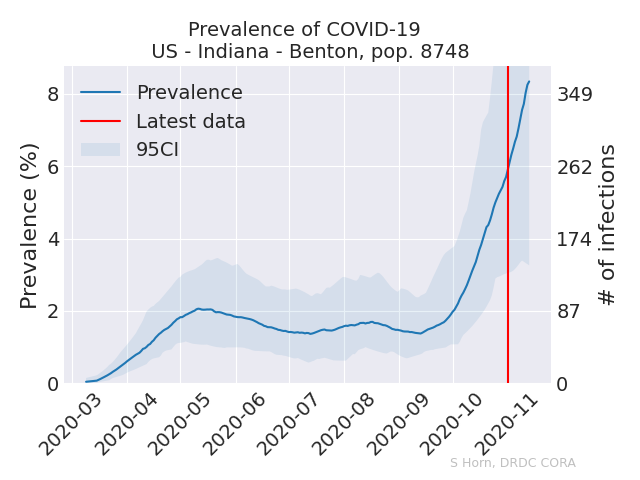 Prevalence of COVID-19
US - Indiana - Benton, pop. 8748
Prevalence
Latest data
95CI
Prevalence (%)
8
6
4
2
0
349
262
174
87
0
# of infections
2020-03
2020-04
2020-05
2020-06
2020-07
2020-08
2020-09
2020-10
2020-11
S Horn, DRDC CORA